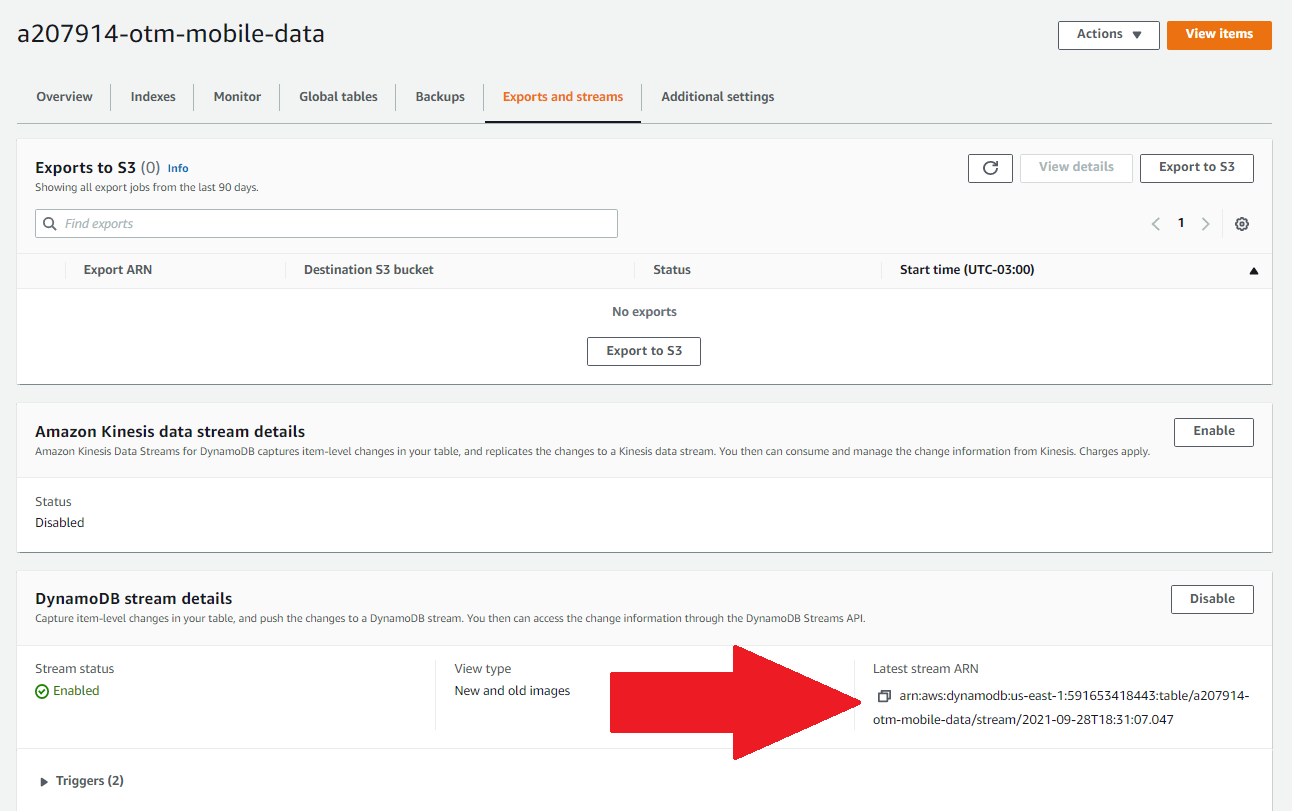 a207914-otm-mobile-data
Actions
View items
Overview
Indexes
Monitor
Global tables
Backups
Exports and streams
Additional settings
Exports to S3 (0) Info
Showing all export jobs from the last 90 days.
View details
Export to S3
Find exports
1
Export ARN
Destination S3 bucket
Status
Start time (UTC-03:00)
No exports
Export to S3
Amazon Kinesis data stream details
Amazon Kinesis Data Streams for DynamoDB captures item-level changes in your table, and replicates the changes to a Kinesis data stream. You then can consume and manage the change information from Kinesis. Charges apply.
Enable
Status
Disabled
DynamoDB stream details
Capture item-level changes in your table, and push the changes to a DynamoDB stream. You then can access the change information through the DynamoDB Streams API.
Disable
Stream status
Enabled
View type
New and old images
Latest stream ARN
arn:aws:dynamodb:us-east-1:591653418443:table/a207914-
otm-mobile-data/stream/2021-09-28T18:31:07.047
Triggers (2)